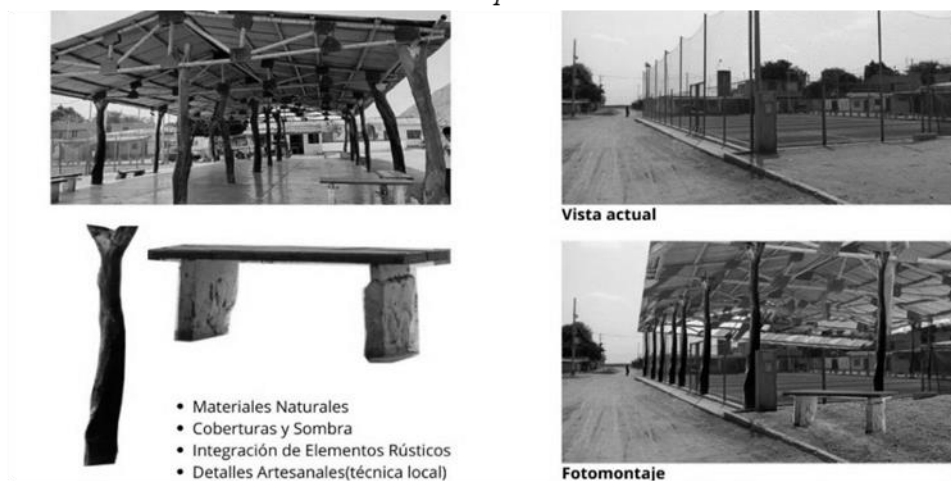 Vista actual
• Materiales Naturales
• Coberturas y Sombra
• Integración de Elementos Rústicos
• Detalles Artesanales(técnica local)
Fotomontaje